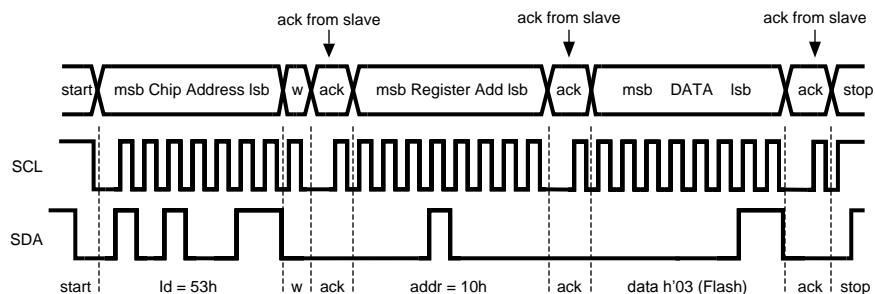 ack from slave ack from slave ack from slave
start msb Chip Address lsb w ack msb Register Add lsb ack msb DATA lsb ack stop
SCL
SDA
start Id = 53h w ack addr = 10h ack data h'03 (Flash) ack stop